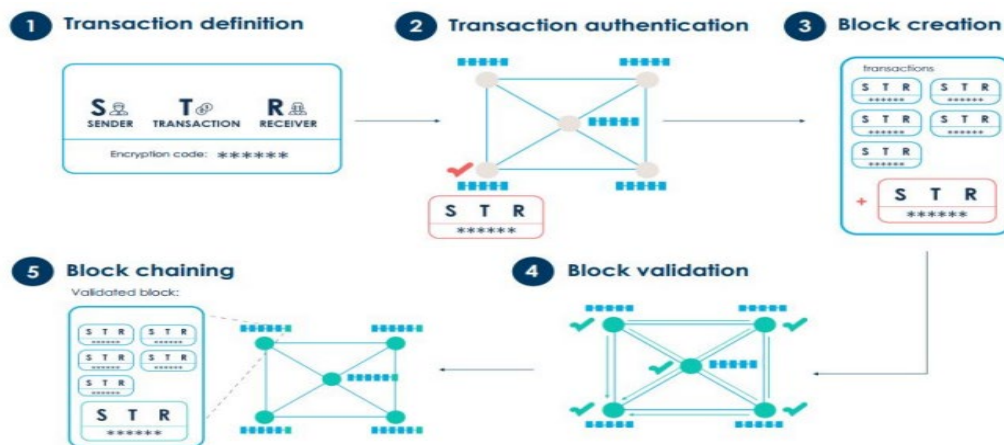 1 Transaction definition
S T R
SENDER TRANSACTION RECEIVER
Encryption code: ******
2 Transaction authentication
S T R
******
3 Block creation
transactions
S T R S T R
****** ******
S T R S T R
****** ******
S T R
******
+ S T R
******
4 Block validation
5 Block chaining
Validated block:
S T R S T R
****** ******
S T R S T R
****** ******
S T R
******
S T R
******